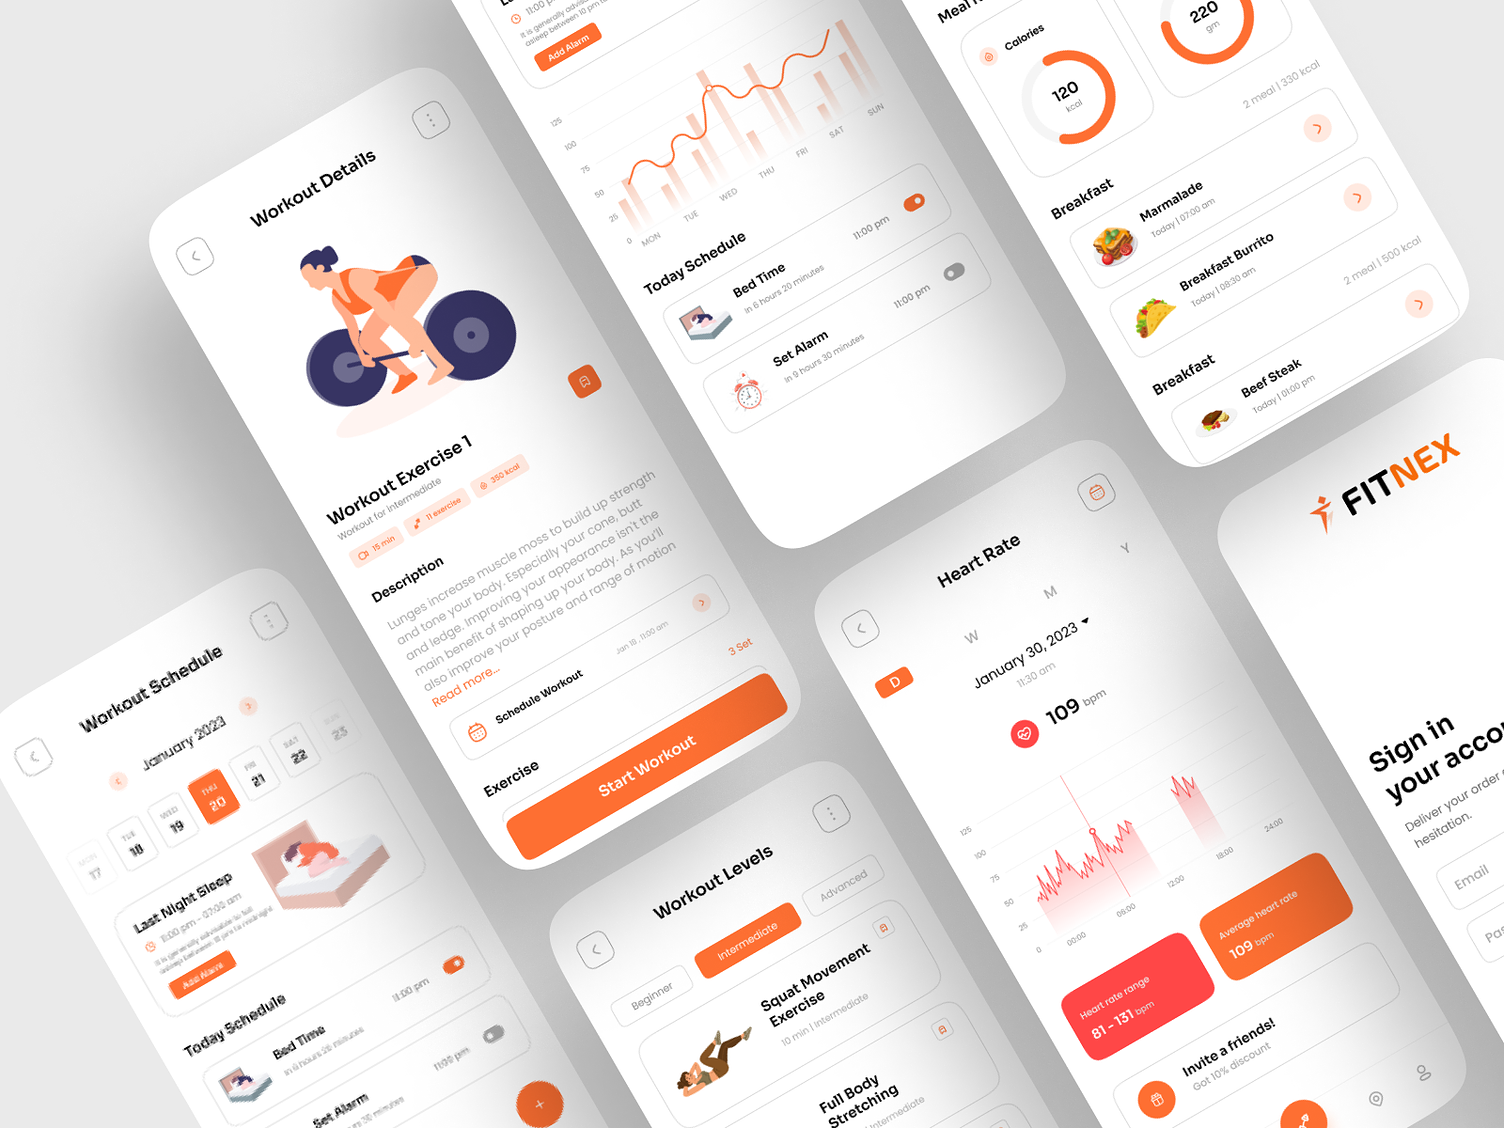 Workout Schedule
January 2023
MON
17
TUE
18
WED
19
THU
20
FRI
21
SAT
22
SUN
23
Last Night Sleep
11:00 pm - 07:00 am
It is generally advisable to fall
asleep between 10 pm to midnight
Add Alarm
Today Schedule
Bed Time
in 6 hours 20 minutes
11:00 pm
Set Alarm
11:00 pm
Workout Details
Workout Exercise 1
Workout for intermediate
15 min
11 exercise
350 kcal
Description
Lunges increase muscle moss to build up strength
and tone your body. Especially your cone, butt
and ledge. Improving your appearance isn't the
main benefit of shaping up your body. As you'll
also improve your posture and range of motion
Read more...
Schedule Workout
Jan 18, 11:00 am
Exercise
3 Set
Start Workout
11:00 pm
It is generally advisable
asleep between 10 pm to
Add Alarm
125
100
75
50
25
0
MON
TUE
WED
THU
FRI
SAT
SUN
Today Schedule
Bed Time
in 6 hours 20 minutes
11:00 pm
Set Alarm
in 9 hours 30 minutes
11:00 pm
Workout Levels
Beginner
Intermediate
Advanced
Squat Movement
Exercise
10 min | Intermediate
Full Body
Stretching
Intermediate
Meal
Calories
120
kcal
220
gm
Breakfast
2 meal | 330 kcal
Marmalade
Today | 07:00 am
Breakfast Burrito
Today | 08:30 am
Breakfast
2 meal | 500 kcal
Beef Steak
Today | 01:00 pm
Heart Rate
D
W
M
Y
January 30, 2023
11:30 am
109 bpm
125
100
75
50
25
0
00:00
06:00
12:00
18:00
24:00
Heart rate range
81 - 131 bpm
Average heart rate
109 bpm
Invite a friends!
Got 10% discount
FITNEX
Sign in
your
Deliver your order
hesitation.
Email